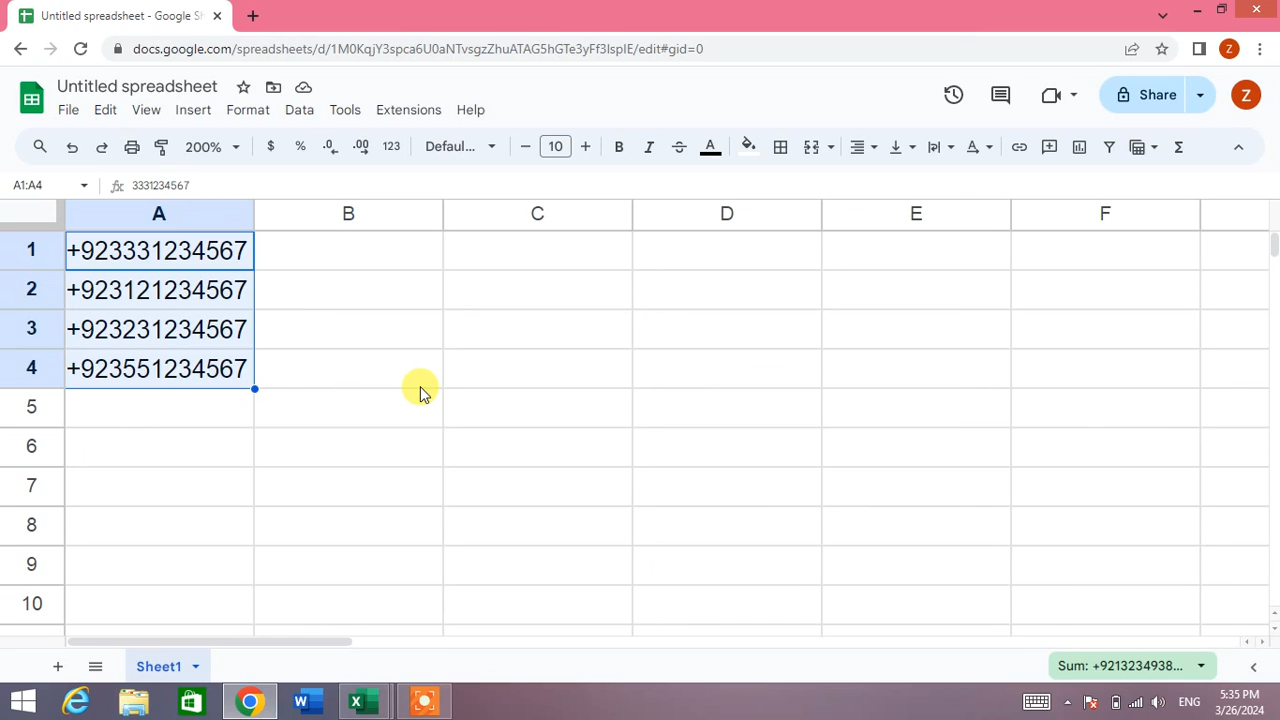 Untitled spreadsheet - Google Sh
docs.google.com/spreadsheets/d/1M0KqjY3spca6U0aNTvsgzZhuATAG5hGTe3yFf3IspIE/edit#gid=0
Z
Untitled spreadsheet
File Edit View Insert Format Data Tools Extensions Help
Share
Z
200% $ % .0 .00 123 Defaul... 10 B I A Σ
A1:A4 fx 3331234567
A B C D E F
1 +923331234567
2 +923121234567
3 +923231234567
4 +923551234567
5
6
7
8
9
10
Sheet1
Sum: +9213234938...
ENG
5:35 PM
3/26/2024